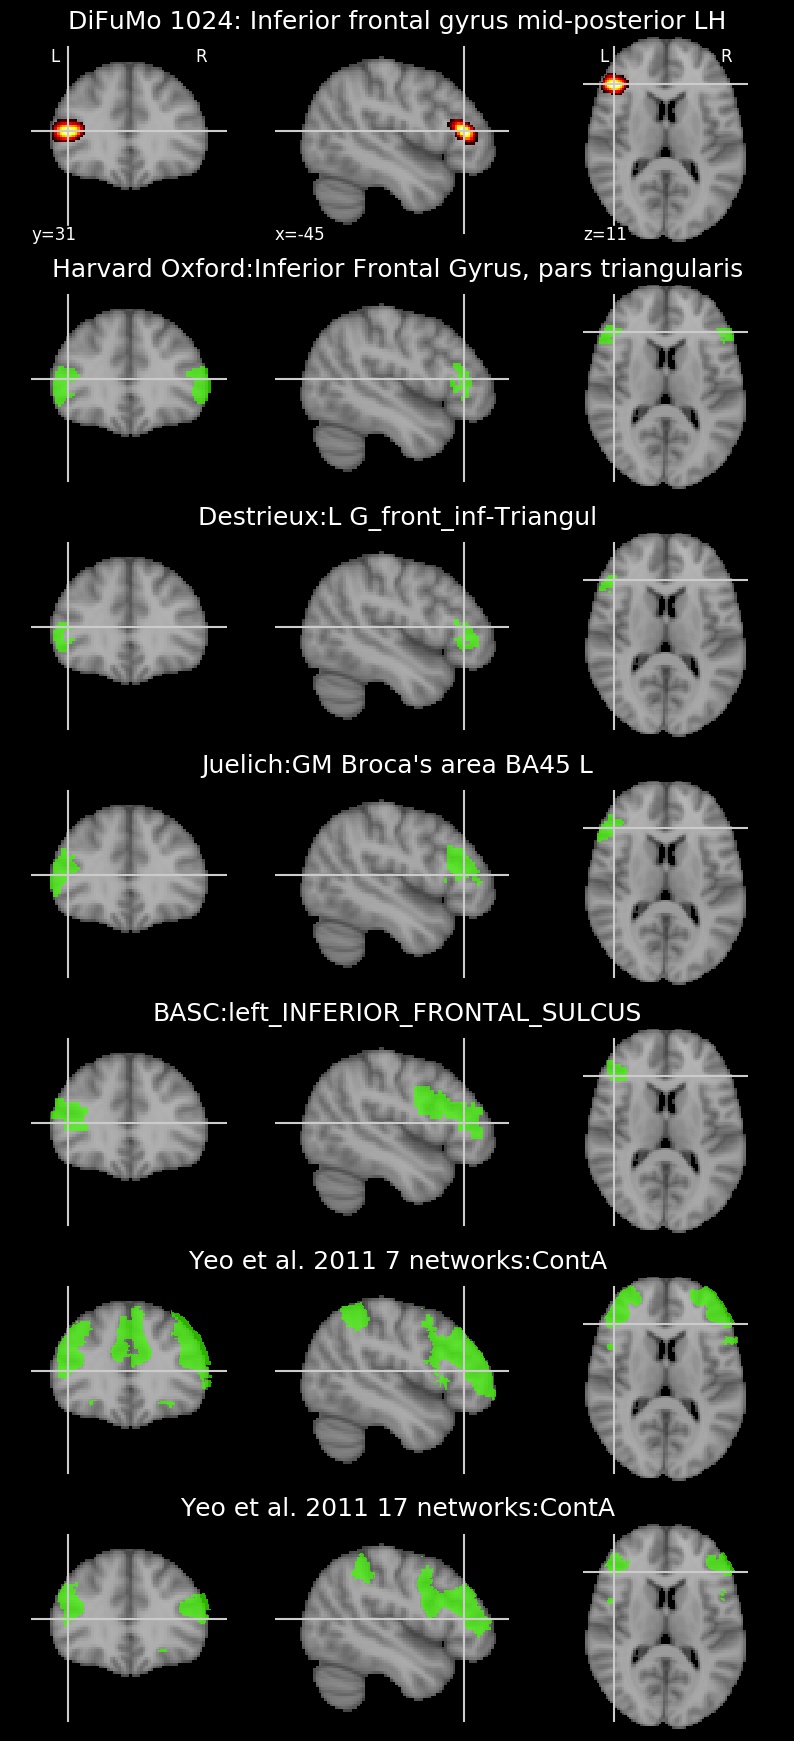 DiFuMo 1024: Inferior frontal gyrus mid-posterior LH
L R L R
y=31 x=-45 z=11
Harvard Oxford:Inferior Frontal Gyrus, pars triangularis
Destrieux:L G_front_inf-Triangul
Juelich:GM Broca's area BA45 L
BASC:left_INFERIOR_FRONTAL_SULCUS
Yeo et al. 2011 7 networks:ContA
Yeo et al. 2011 17 networks:ContA